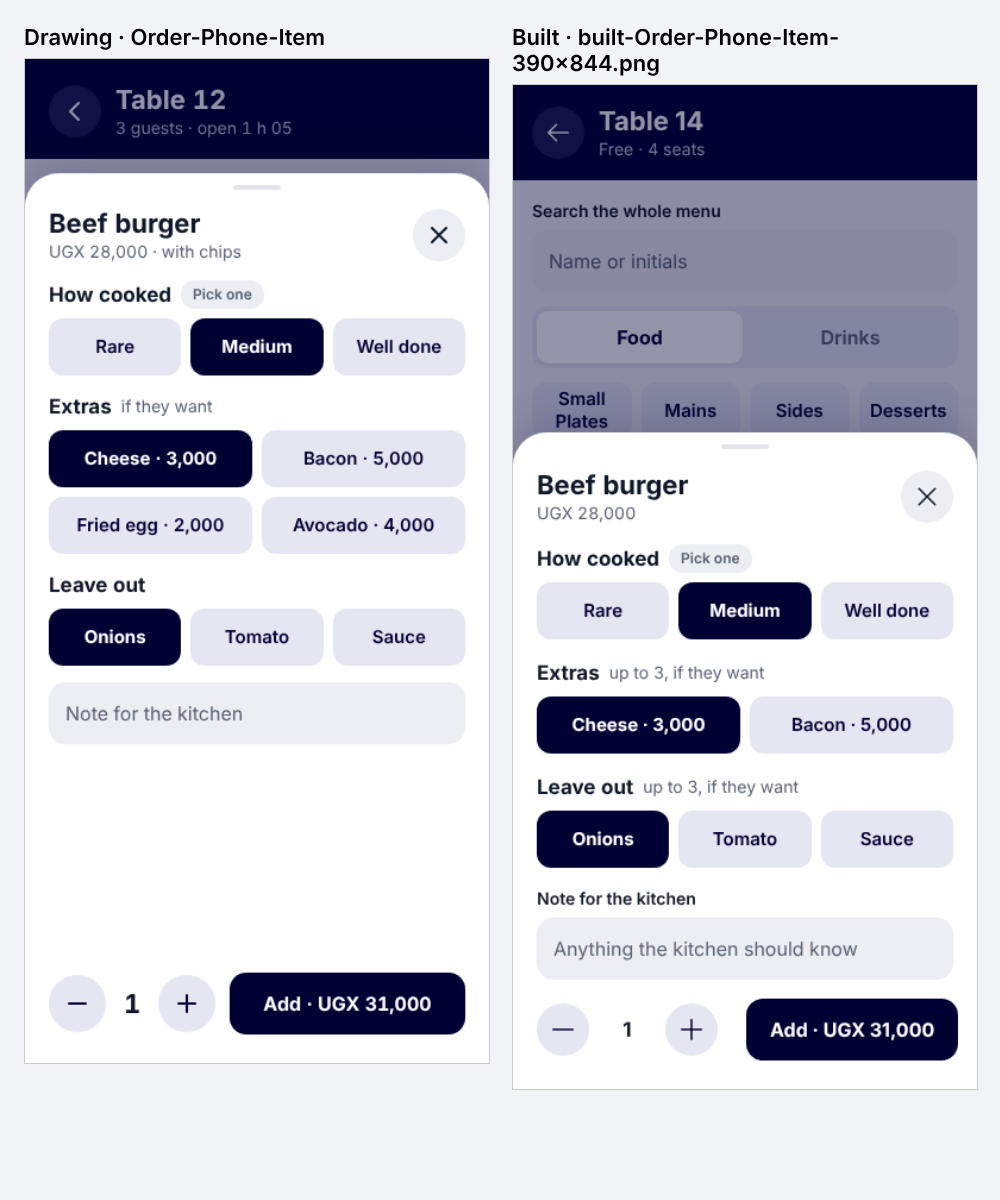 Drawing · Order-Phone-Item
Table 12
3 guests · open 1 h 05
Beef burger
UGX 28,000 · with chips
How cooked Pick one
Rare Medium Well done
Extras if they want
Cheese · 3,000 Bacon · 5,000
Fried egg · 2,000 Avocado · 4,000
Leave out
Onions Tomato Sauce
Note for the kitchen
1 Add · UGX 31,000
Built · built-Order-Phone-Item-
390×844.png
Table 14
Free · 4 seats
Search the whole menu
Name or initials
Food Drinks
Small
Plates Mains Sides Desserts
Beef burger
UGX 28,000
How cooked Pick one
Rare Medium Well done
Extras up to 3, if they want
Cheese · 3,000 Bacon · 5,000
Leave out up to 3, if they want
Onions Tomato Sauce
Note for the kitchen
Anything the kitchen should know
1 Add · UGX 31,000